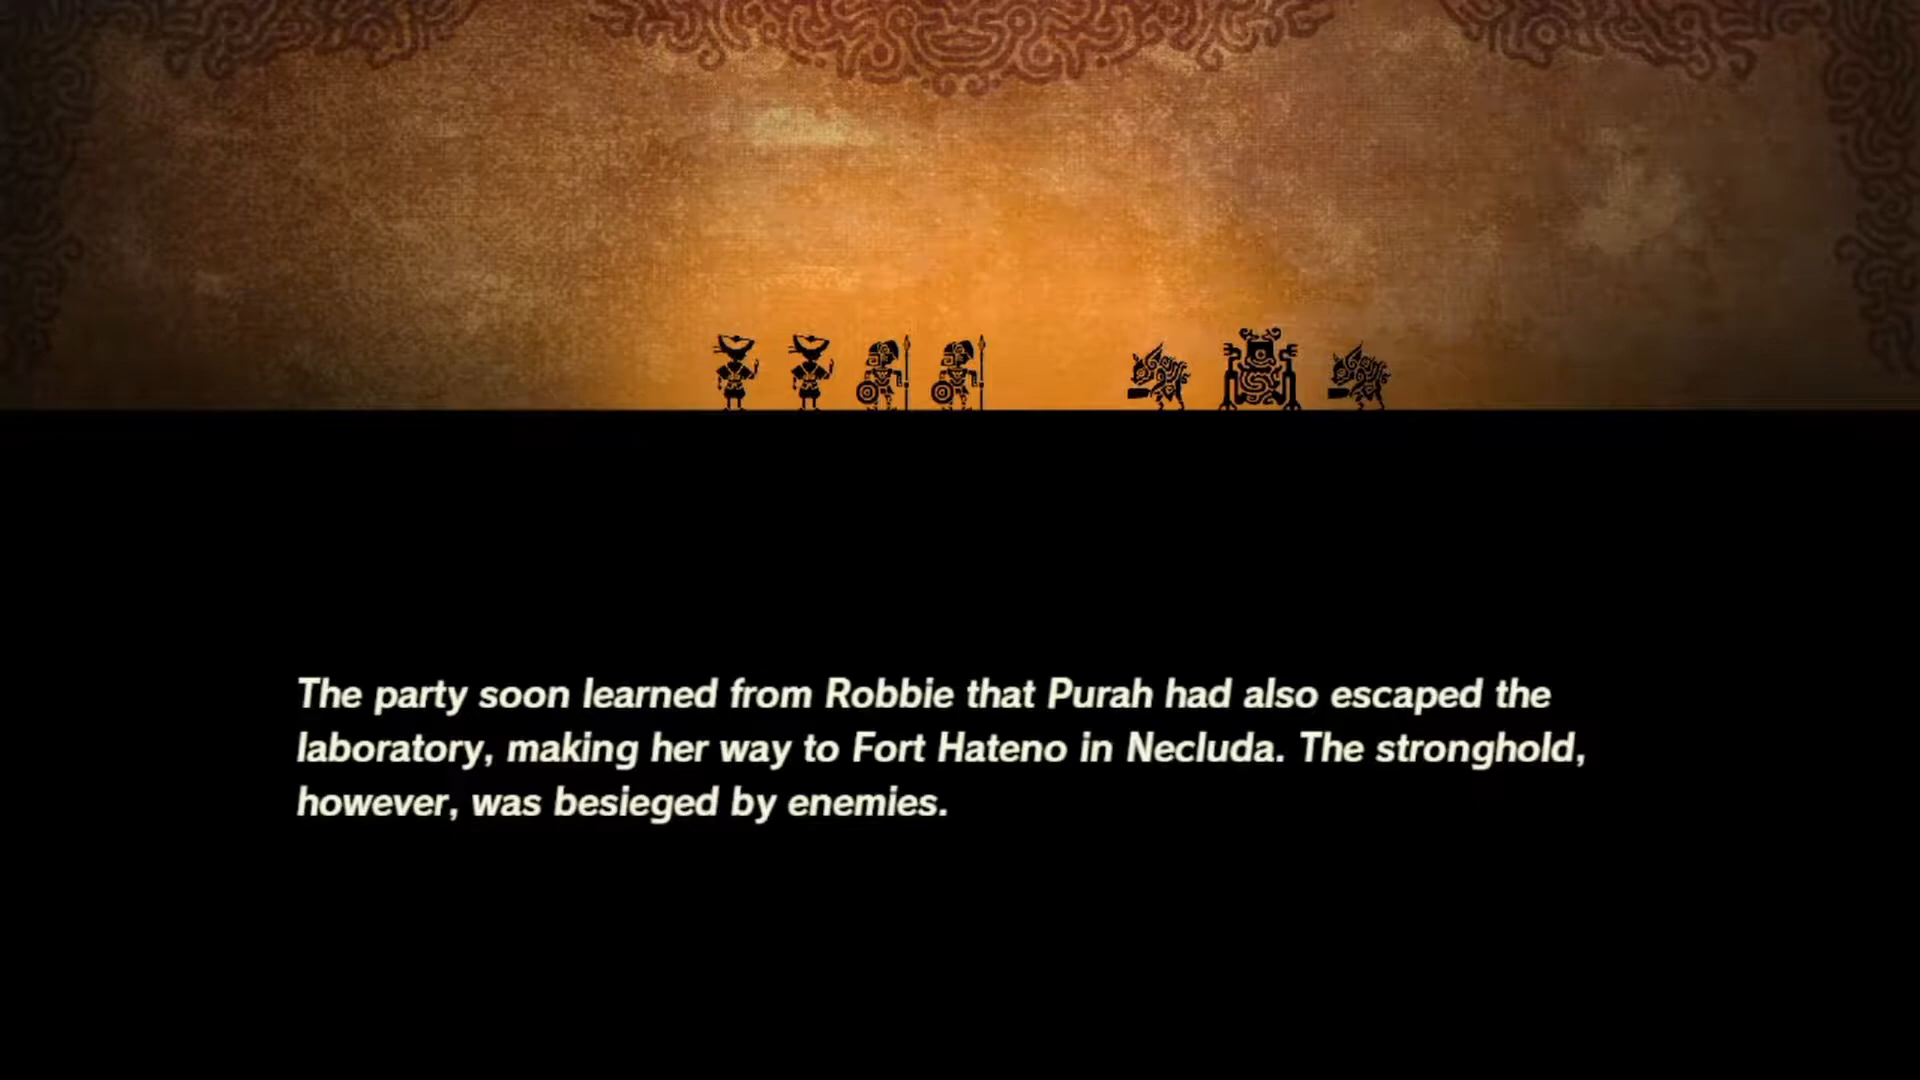 The party soon learned from Robbie that Purah had also escaped the
laboratory, making her way to Fort Hateno in Necluda. The stronghold,
however, was besieged by enemies.